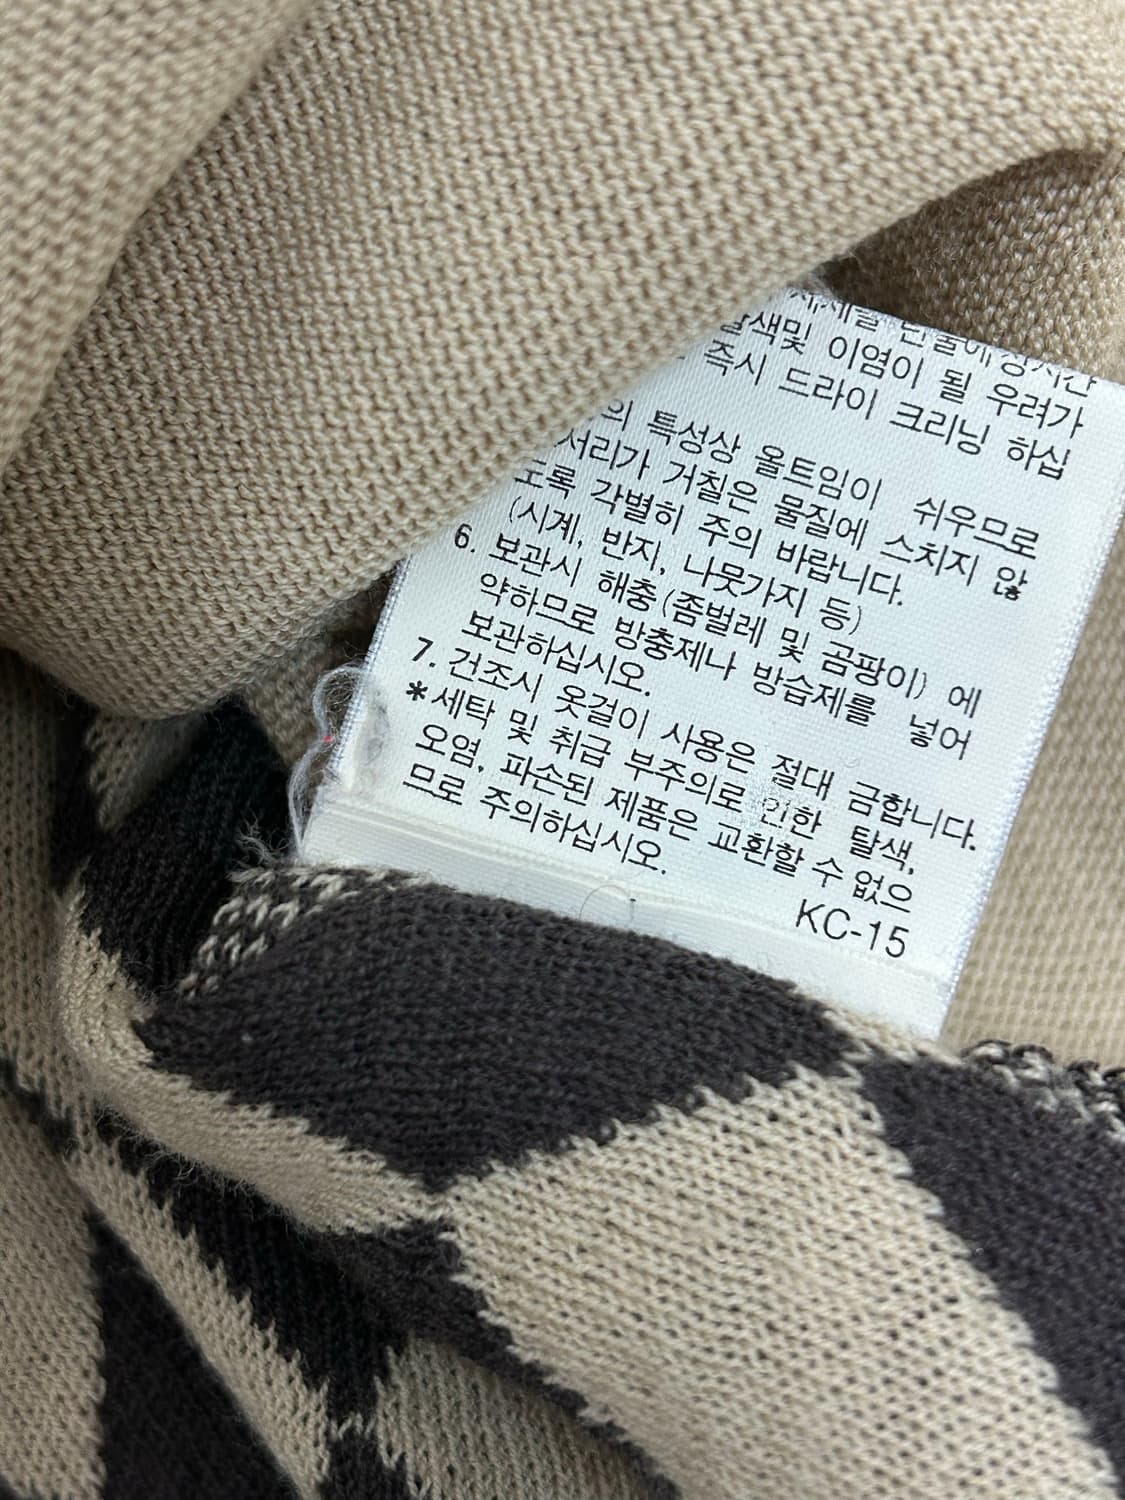 탈색및 이염이 될 우려가
즉시 드라이 크리닝 하십
의 특성상 올트임이 쉬우므로
서리가 거칠은 물질에 스치지 않
도록 각별히 주의 바랍니다.
(시계, 반지, 나뭇가지 등)
6. 보관시 해충(좀벌레 및 곰팡이) 에
약하므로 방충제나 방습제를 넣어
보관하십시오.
7. 건조시 옷걸이 사용은 절대 금합니다.
*세탁 및 취급 부주의로 인한 탈색,
오염, 파손된 제품은 교환할 수 없으
므로 주의하십시오.
KC-15